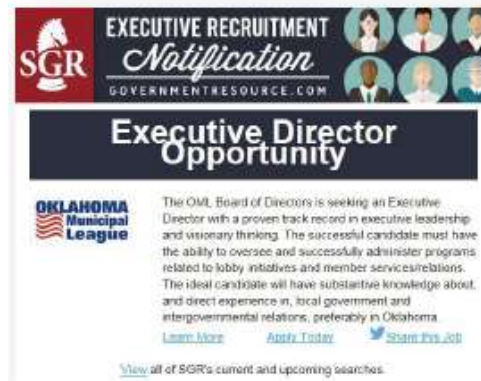 EXECUTIVE RECRUITMENT
SGR
Notification
GOVERNMENTRESOURCE.COM
Executive Director
Opportunity
OKLAHOMA
Municipal
League
The OML Board of Directors is seeking an Executive
Director with a proven track record in executive leadership
and visionary thinking. The successful candidate must have
the ability to oversee and successfully administer programs
related to lobby initiatives and member services/relations.
The ideal candidate will have substantive knowledge about,
and direct experience in, local government and
intergovernmental relations, preferably in Oklahoma.
Learn More Apply Today Share this Job
View all of SGR's current and upcoming searches.